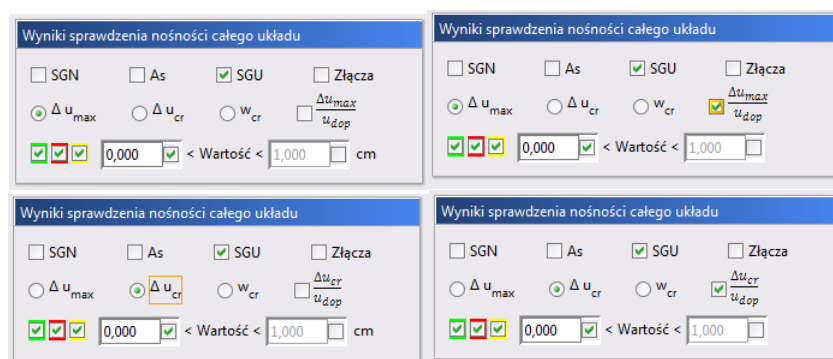 Wyniki sprawdzenia nośności całego układu
SGN As SGU Złącza
Δ u max Δ u cr w cr Δu max / u dop
0,000 < Wartość < 1,000 cm
Wyniki sprawdzenia nośności całego układu
SGN As SGU Złącza
Δ u max Δ u cr w cr Δu max / u dop
0,000 < Wartość < 1,000
Wyniki sprawdzenia nośności całego układu
SGN As SGU Złącza
Δ u max Δ u cr w cr Δu cr / u dop
0,000 < Wartość < 1,000 cm
Wyniki sprawdzenia nośności całego układu
SGN As SGU Złącza
Δ u max Δ u cr w cr Δu cr / u dop
0,000 < Wartość < 1,000